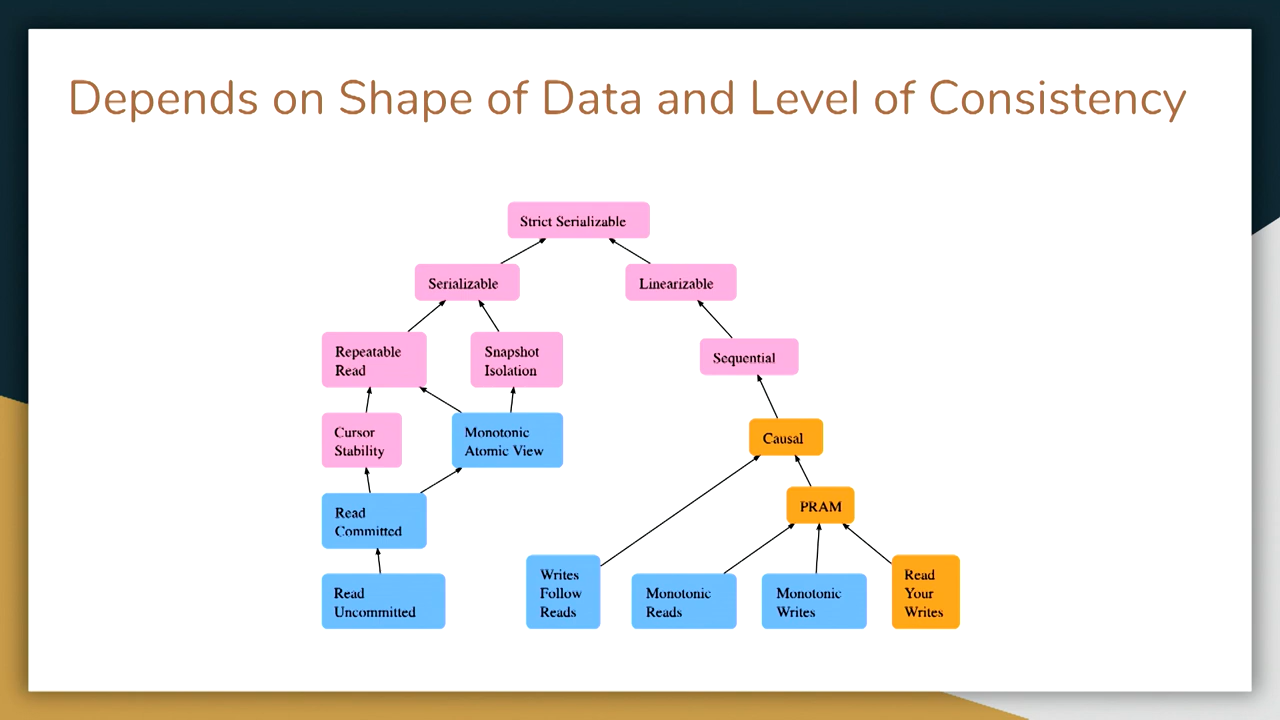 Depends on Shape of Data and Level of Consistency
Strict Serializable
Serializable
Linearizable
Repeatable
Read
Snapshot
Isolation
Sequential
Cursor
Stability
Monotonic
Atomic View
Causal
Read
Committed
PRAM
Read
Uncommitted
Writes
Follow
Reads
Monotonic
Reads
Monotonic
Writes
Read
Your
Writes